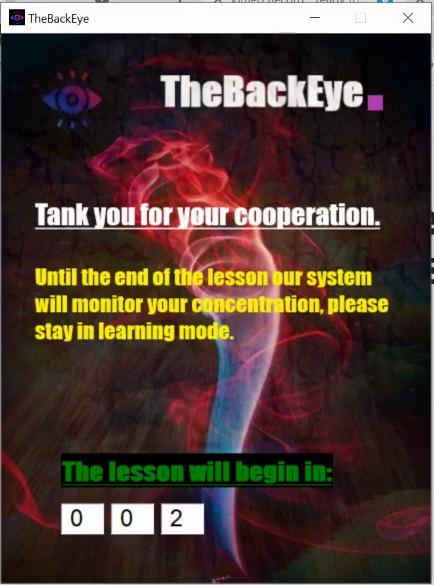 TheBackEye
TheBackEye.
Tank you for your cooperation.
Until the end of the lesson our system
will monitor your concentration, please
stay in learning mode.
The lesson will begin in:
0 0 2